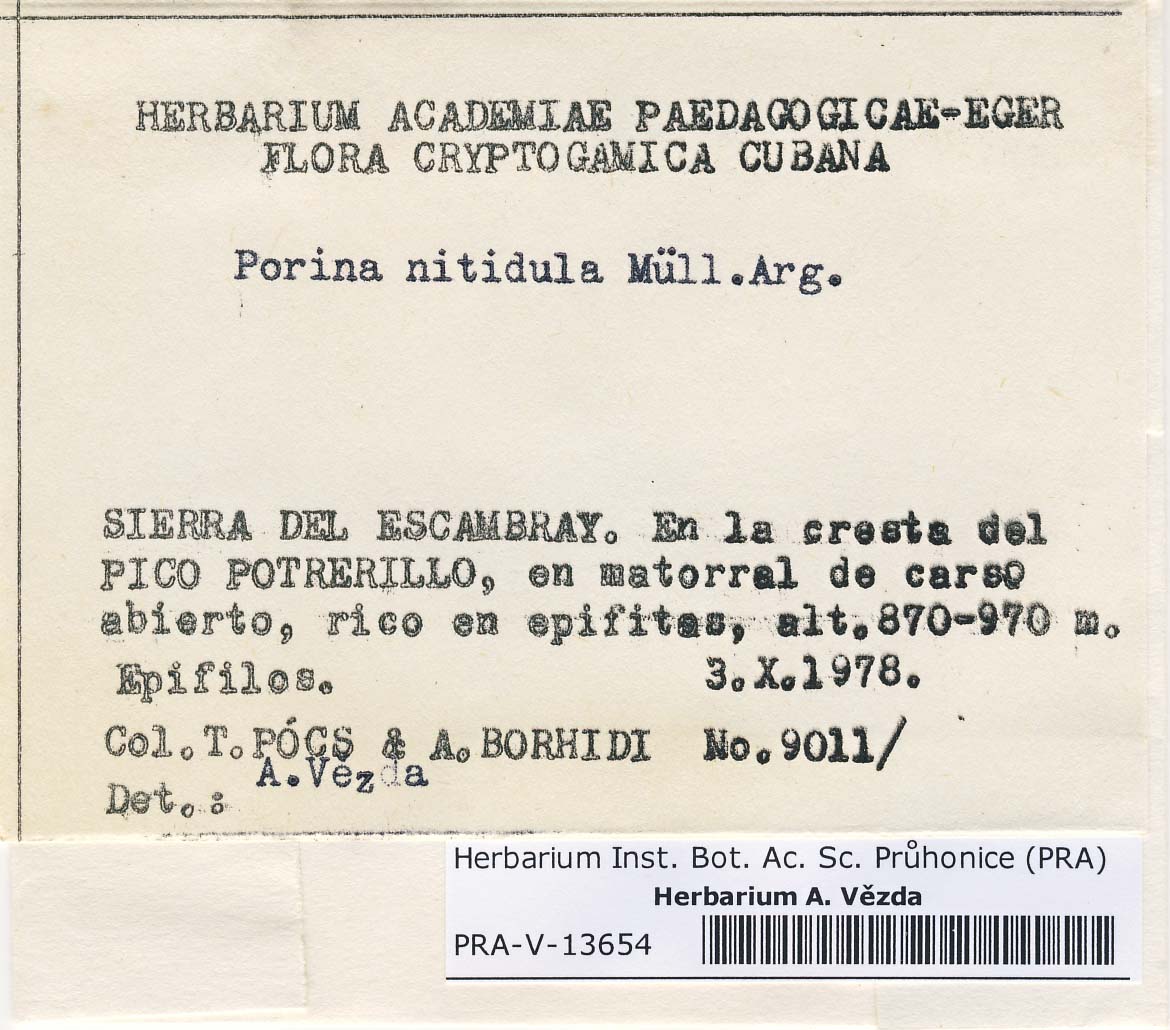 HERBARIUM ACADEMIAE PAEDAGOGICAE-EGER
FLORA CRYPTOGAMICA CUBANA
Porina nitidula Müll.Arg.
SIERRA DEL ESCAMBRAY. En la cresta del
PICO POTRERILLO, en matorral de carso
abierto, rico en epifitas, alt.870-970 m.
Epifilos. 3.X.1978.
Col.T.PÓCS & A.BORHIDI No.9011/
A.Vězda
Det.:
Herbarium Inst. Bot. Ac. Sc. Průhonice (PRA)
Herbarium A. Vězda
PRA-V-13654